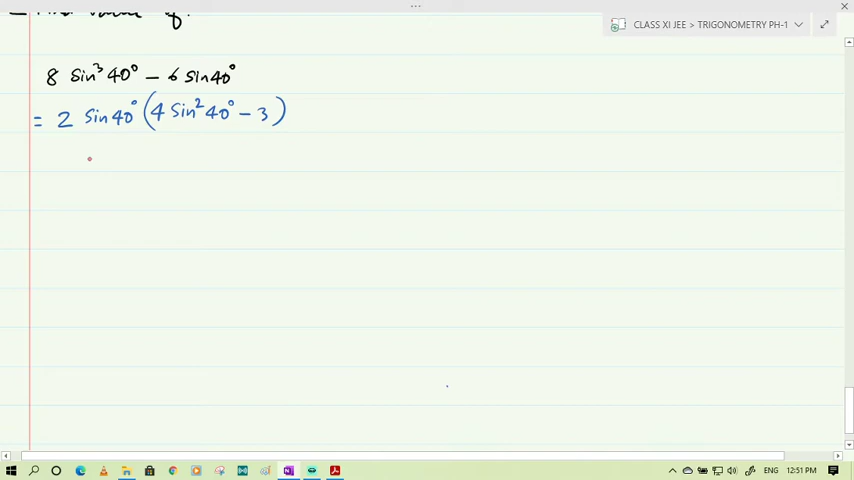 CLASS XI JEE > TRIGONOMETRY PH-1
8 sin³40° – 6 sin40°
= 2 sin40° (4 sin²40° – 3)
ENG 12:51 PM